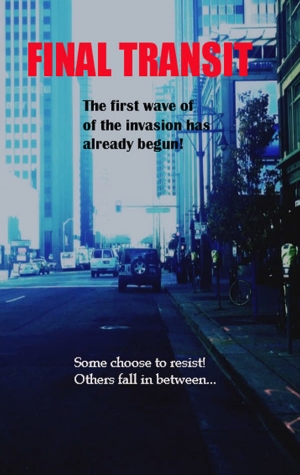 FINAL TRANSIT
The first wave of
of the invasion has
already begun!
Some choose to resist!
Others fall in between...